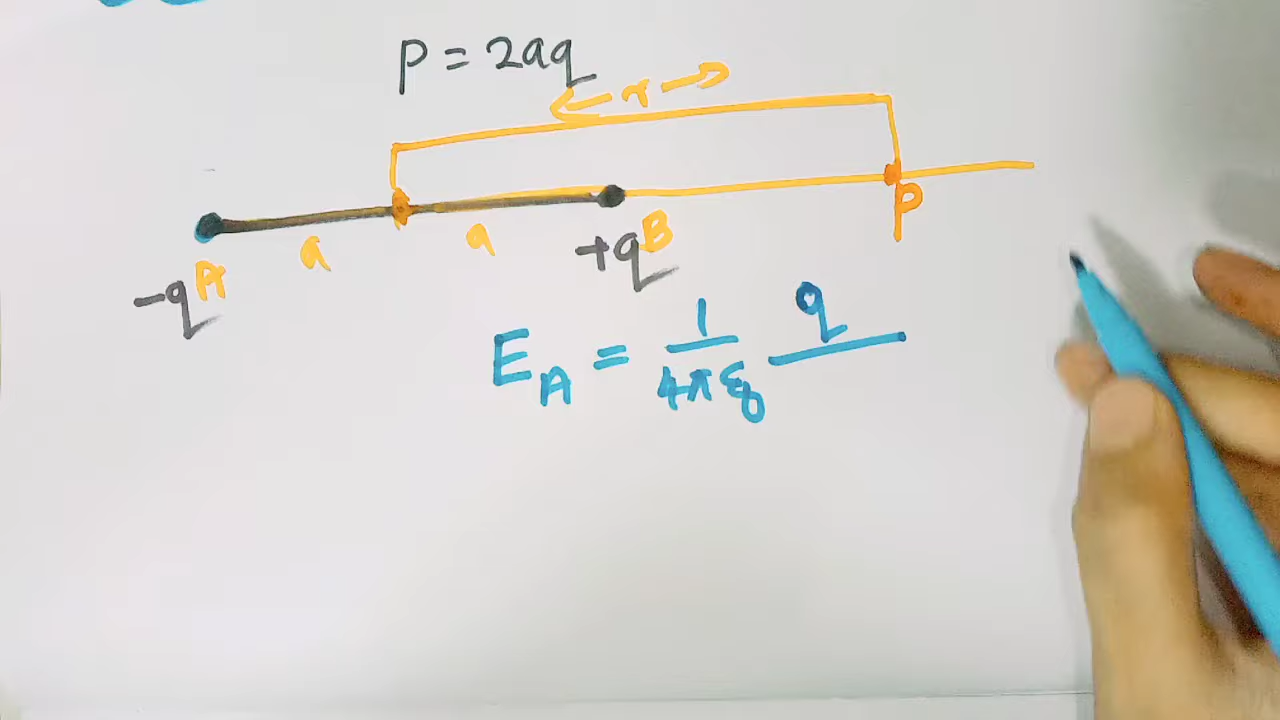 P = 2aq
← r →
a a P
-q A +q B
E_A = 1/4πε₀ q/